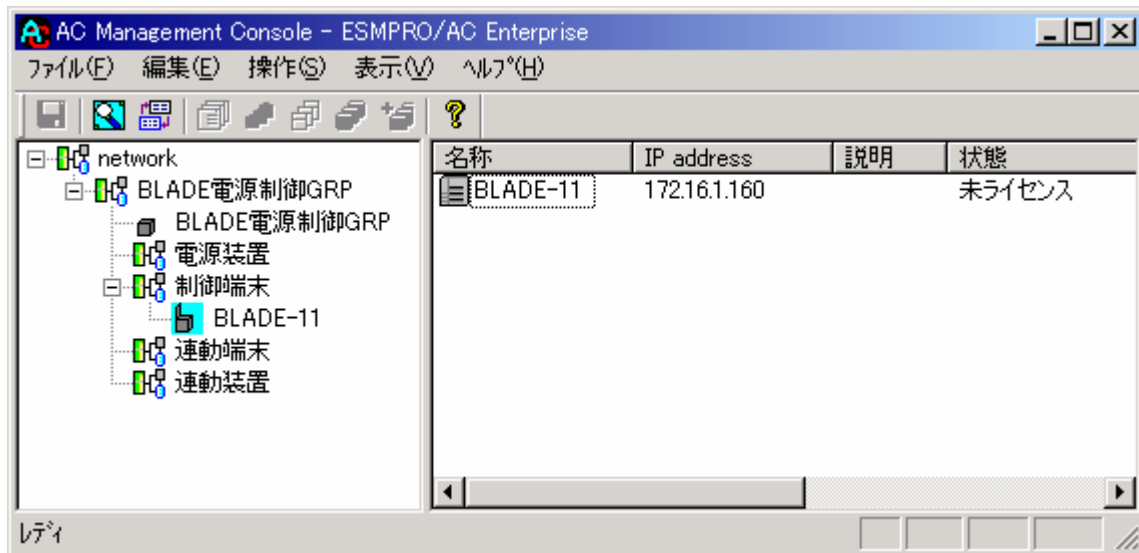 AC Management Console - ESMPRO/AC Enterprise
ﾌｧｲﾙ(F) 編集(E) 操作(S) 表示(V) ﾍﾙﾌﾟ(H)
network
BLADE電源制御GRP
BLADE電源制御GRP
電源装置
制御端末
BLADE-11
連動端末
連動装置
名称 IP address 説明 状態
BLADE-11 172.16.1.160 未ライセンス
ﾚﾃﾞｨ